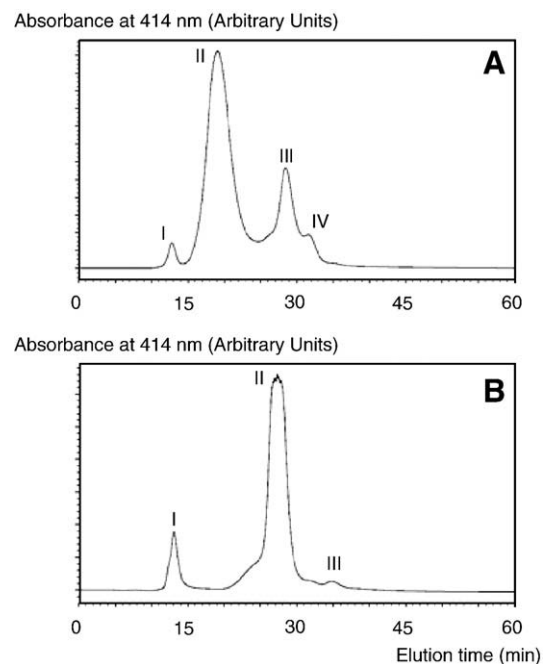 Absorbance at 414 nm (Arbitrary Units)
A
II
III
I
IV
0 15 30 45 60
Absorbance at 414 nm (Arbitrary Units)
B
II
I
III
0 15 30 45 60
Elution time (min)